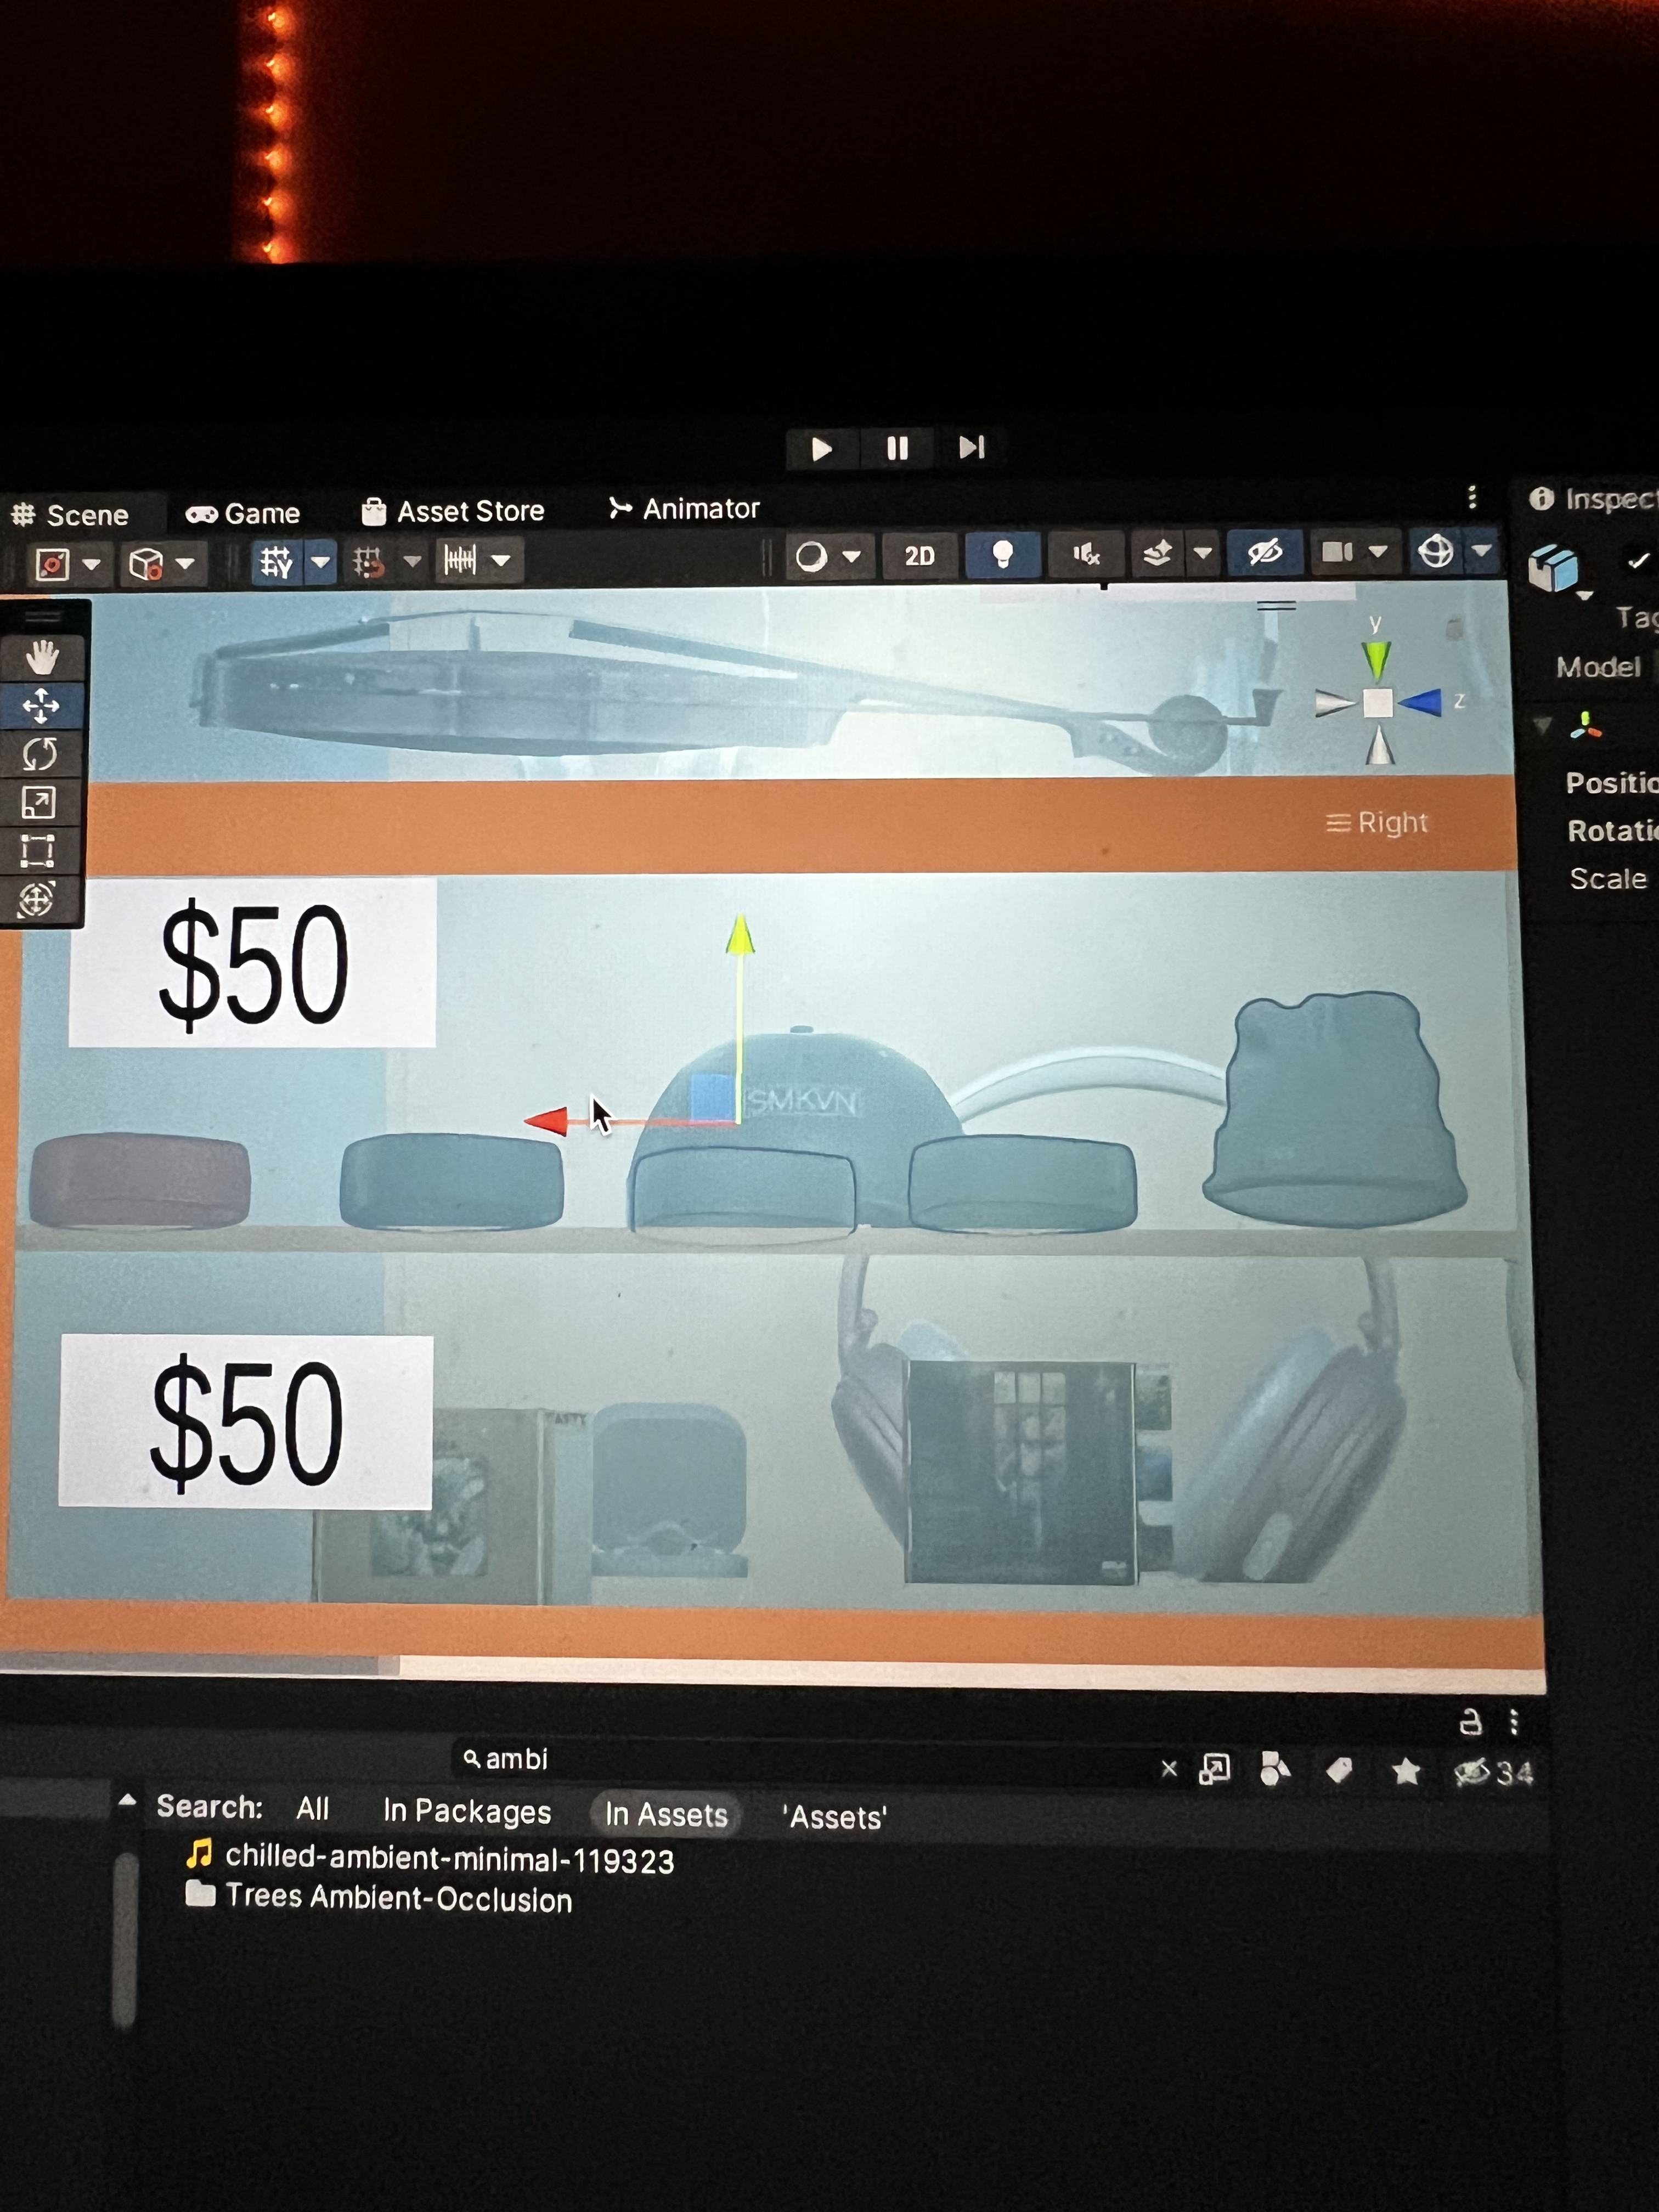 Scene
Game
Asset Store
Animator
Inspect
2D
Tag
Model
y
z
Positio
Rotatio
Scale
Right
$50
SMKVN
$50
ambi
34
Search: All In Packages In Assets 'Assets'
chilled-ambient-minimal-119323
Trees Ambient-Occlusion